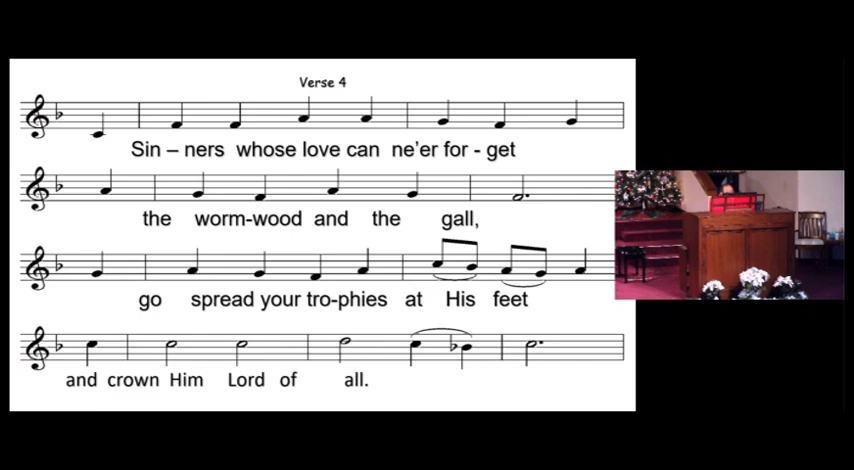 Verse 4
Sin – ners whose love can ne'er for - get
the worm-wood and the gall,
go spread your tro-phies at His feet
and crown Him Lord of all.